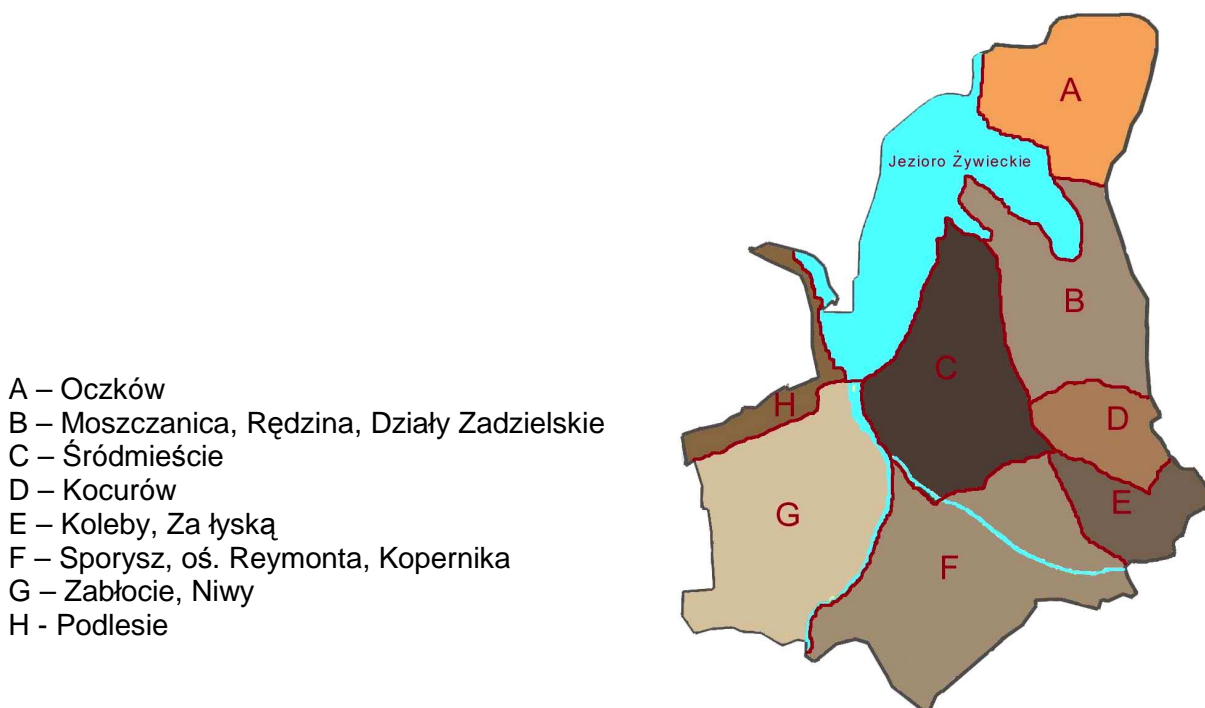 A – Oczków
B – Moszczanica, Rędzina, Działy Zadzielskie
C – Śródmieście
D – Kocurów
E – Koleby, Za łyską
F – Sporysz, oś. Reymonta, Kopernika
G – Zabłocie, Niwy
H - Podlesie
A
Jezioro Żywieckie
B
C
H
D
E
G
F